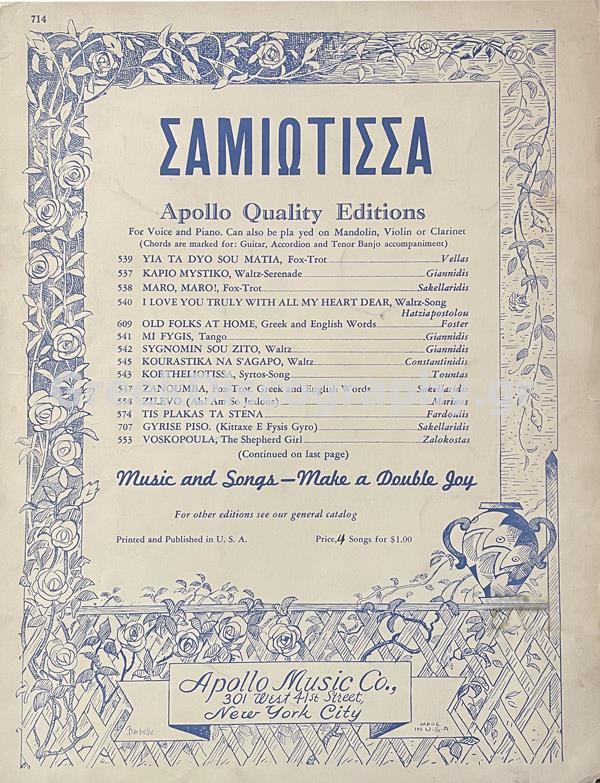 714
ΣΑΜΙΩΤΙΣΣΑ
Apollo Quality Editions
For Voice and Piano. Can also be pla yed on Mandolin, Violin or Clarinet
(Chords are marked for: Guitar, Accordion and Tenor Banjo accompaniment)
539 YIA TA DYO SOU MATIA, Fox-Trot Vellas
537 KAPIO MYSTIKO, Waltz-Serenade Giannidis
538 MARO, MARO!, Fox-Trot Sakellaridis
540 I LOVE YOU TRULY WITH ALL MY HEART DEAR, Waltz-Song
Hatziapostolou
609 OLD FOLKS AT HOME, Greek and English Words Foster
541 MI FYGIS, Tango Giannidis
542 SYGNOMIN SOU ZITO, Waltz Giannidis
545 KOURASTIKA NA S'AGAPO, Waltz Constantinidis
543 KORTHELIOTISSA, Syrtos-Song Tountas
547 ZANOUMBA, Fox-Trot, Greek and English Words Sakellaridis
558 ZILEVO (Ah! Am So Jealous) Marinos
574 TIS PLAKAS TA STENA Fardoulis
707 GYRISE PISO. (Kittaxe E Fysis Gyro) Sakellaridis
553 VOSKOPOULA, The Shepherd Girl Zalokostas
(Continued on last page)
Music and Songs—Make a Double Joy
For other editions see our general catalog
Printed and Published in U. S. A. Price, 4 Songs for $1.00
Apollo Music Co.,
301 West 41st Street,
New York City
MADE
IN U.S.A